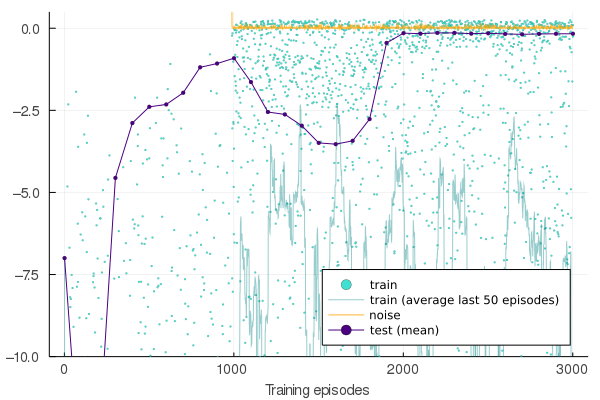 0.0
−2.5
−5.0
−7.5
−10.0
train
train (average last 50 episodes)
noise
test (mean)
0
1000
2000
3000
Training episodes